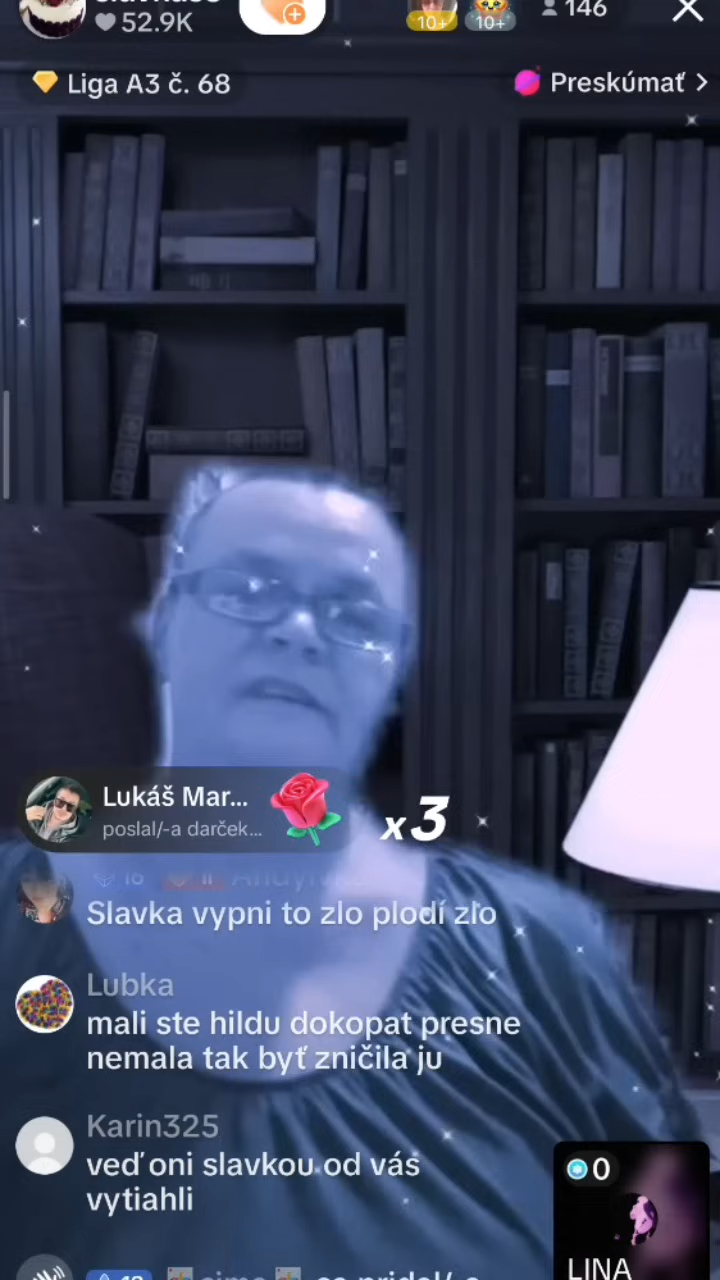 52.9K
10+
10+
146
Liga A3 č. 68
Preskúmať
Lukáš Mar...
poslal/-a darček...
x3
Slavka vypni to zlo plodí zlo
Lubka
mali ste hildu dokopat presne
nemala tak byť zničila ju
Karin325
veď oni slavkou od vás
vytiahli
0
LINA